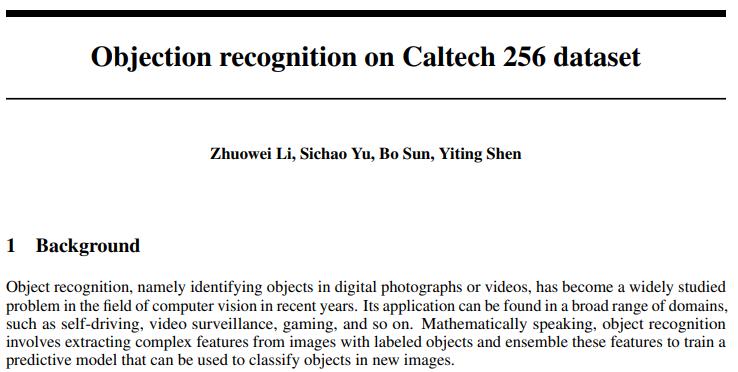 Objection recognition on Caltech 256 dataset
Zhuowei Li, Sichao Yu, Bo Sun, Yiting Shen
1 Background
Object recognition, namely identifying objects in digital photographs or videos, has become a widely studied
problem in the field of computer vision in recent years. Its application can be found in a broad range of domains,
such as self-driving, video surveillance, gaming, and so on. Mathematically speaking, object recognition
involves extracting complex features from images with labeled objects and ensemble these features to train a
predictive model that can be used to classify objects in new images.